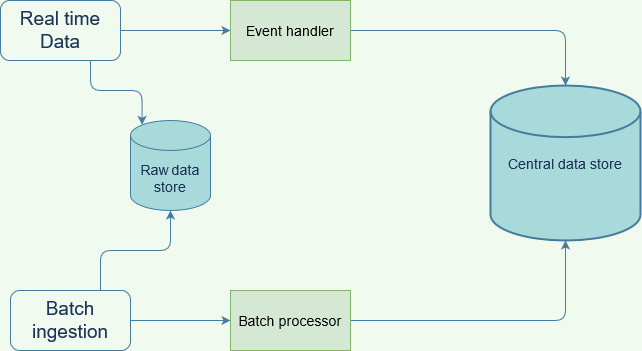 Real time
Data
Event handler
Raw data
store
Central data store
Batch
ingestion
Batch processor